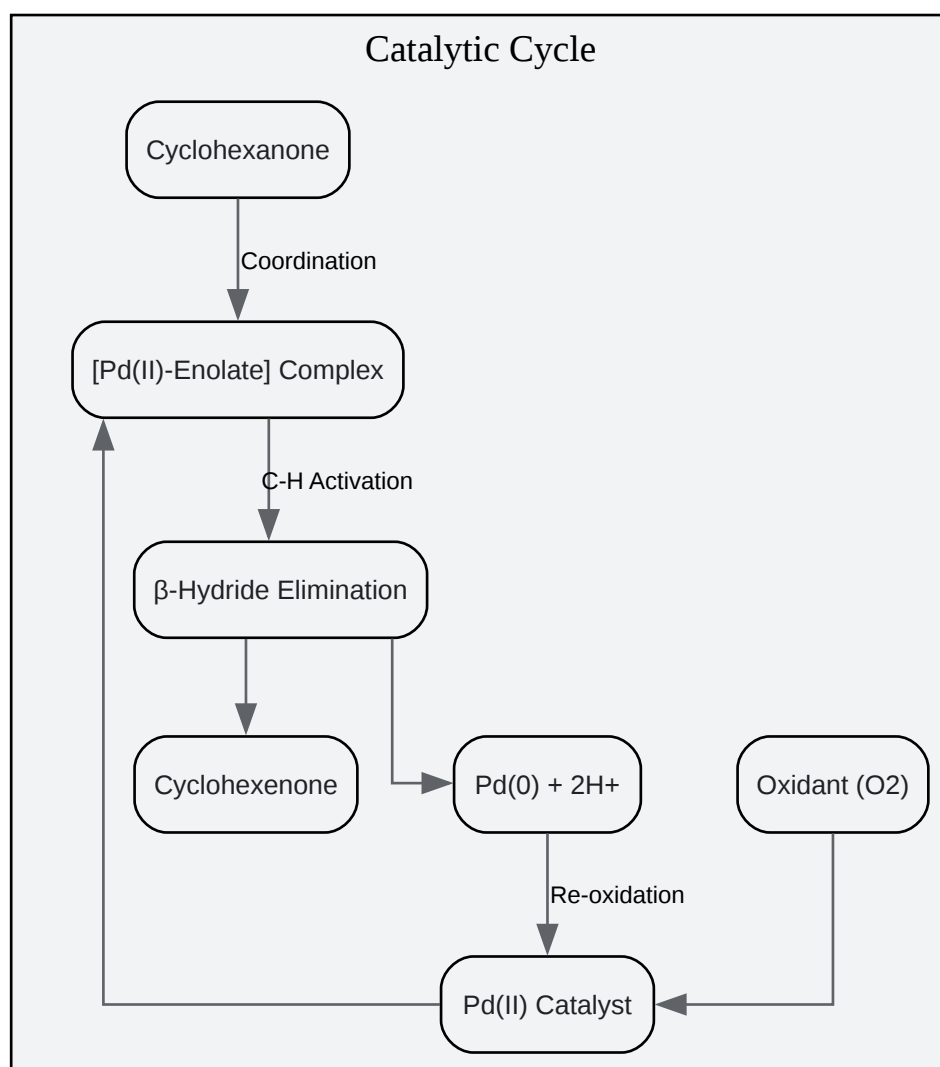 Catalytic Cycle
Cyclohexanone
Coordination
[Pd(II)-Enolate] Complex
C-H Activation
β-Hydride Elimination
Cyclohexenone
Pd(0) + 2H+
Oxidant (O2)
Re-oxidation
Pd(II) Catalyst